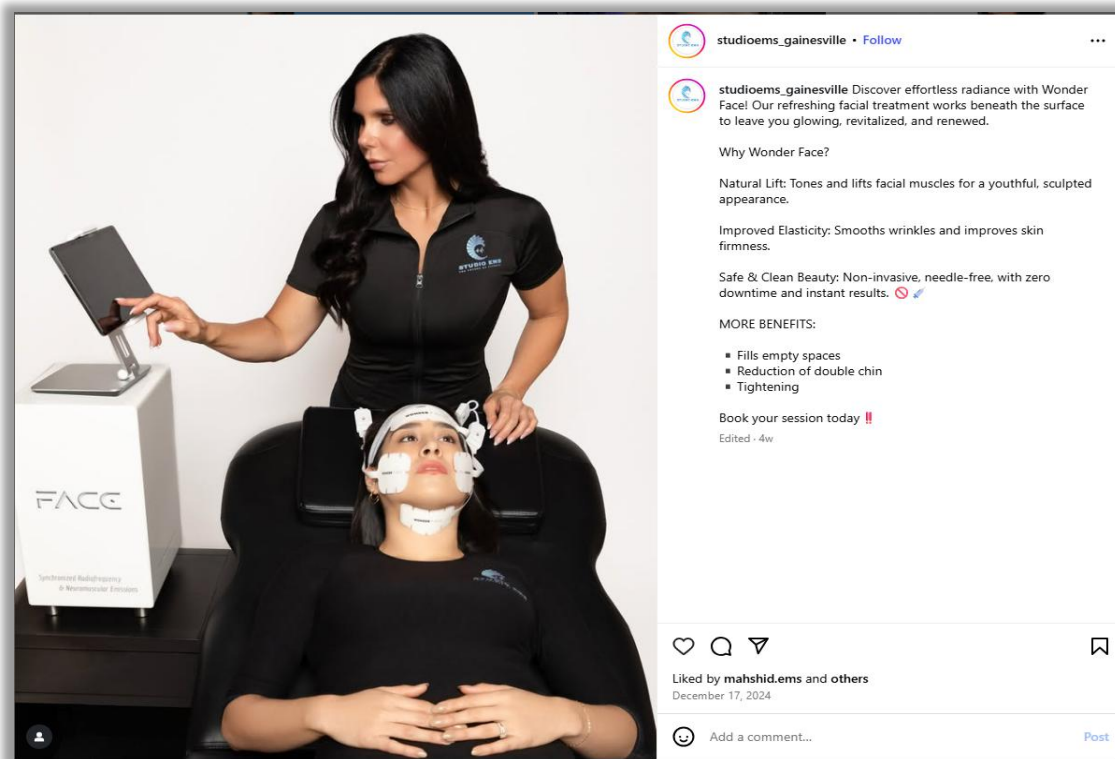 studioems_gainesville • Follow
studioems_gainesville Discover effortless radiance with Wonder
Face! Our refreshing facial treatment works beneath the surface
to leave you glowing, revitalized, and renewed.
Why Wonder Face?
Natural Lift: Tones and lifts facial muscles for a youthful, sculpted
appearance.
Improved Elasticity: Smooths wrinkles and improves skin
firmness.
Safe & Clean Beauty: Non-invasive, needle-free, with zero
downtime and instant results. 🚫 💉
MORE BENEFITS:
▪ Fills empty spaces
▪ Reduction of double chin
▪ Tightening
Book your session today ‼️
Edited · 4w
Liked by mahshid.ems and others
December 17, 2024
Add a comment...
Post
STUDIO EMS
FACE
Synchronized Radiofrequency
& Neuromuscular Emissions